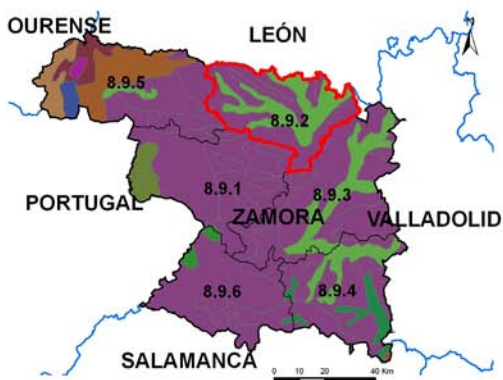 OURENSE
LEÓN
8.9.5
8.9.2
8.9.1
8.9.3
PORTUGAL
ZAMORA
VALLADOLID
8.9.6
8.9.4
SALAMANCA
0 10 20 40 Km